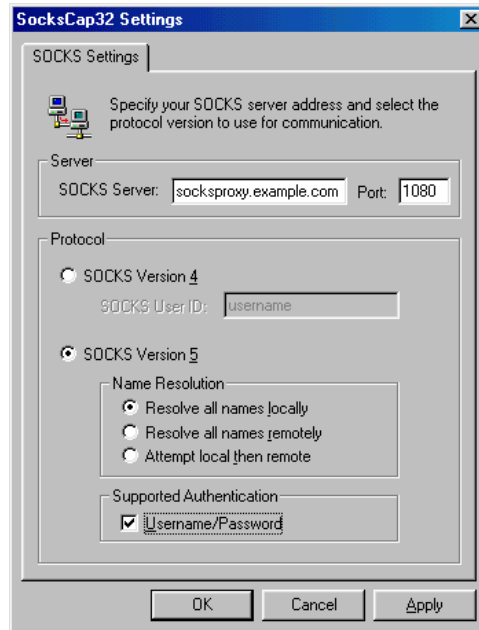 SocksCap32 Settings
SOCKS Settings
Specify your SOCKS server address and select the
protocol version to use for communication.
Server
SOCKS Server: socksproxy.example.com Port: 1080
Protocol
SOCKS Version 4
SOCKS User ID: username
SOCKS Version 5
Name Resolution
Resolve all names locally
Resolve all names remotely
Attempt local then remote
Supported Authentication
Username/Password
OK Cancel Apply